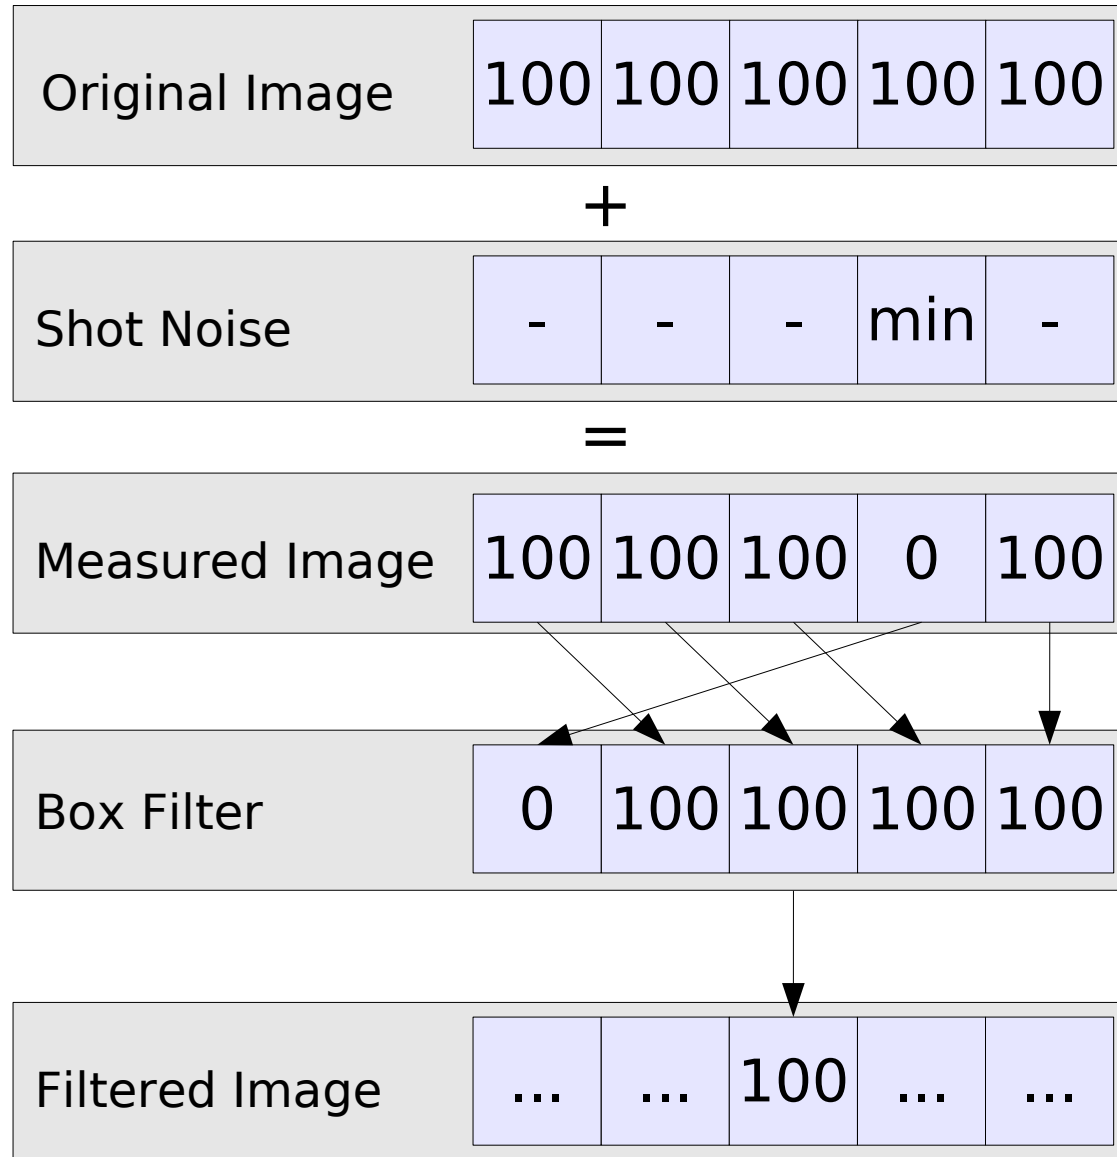 Original Image 100 100 100 100 100
+
Shot Noise - - - min -
=
Measured Image 100 100 100 0 100
Box Filter 0 100 100 100 100
Filtered Image ... ... 100 ... ...